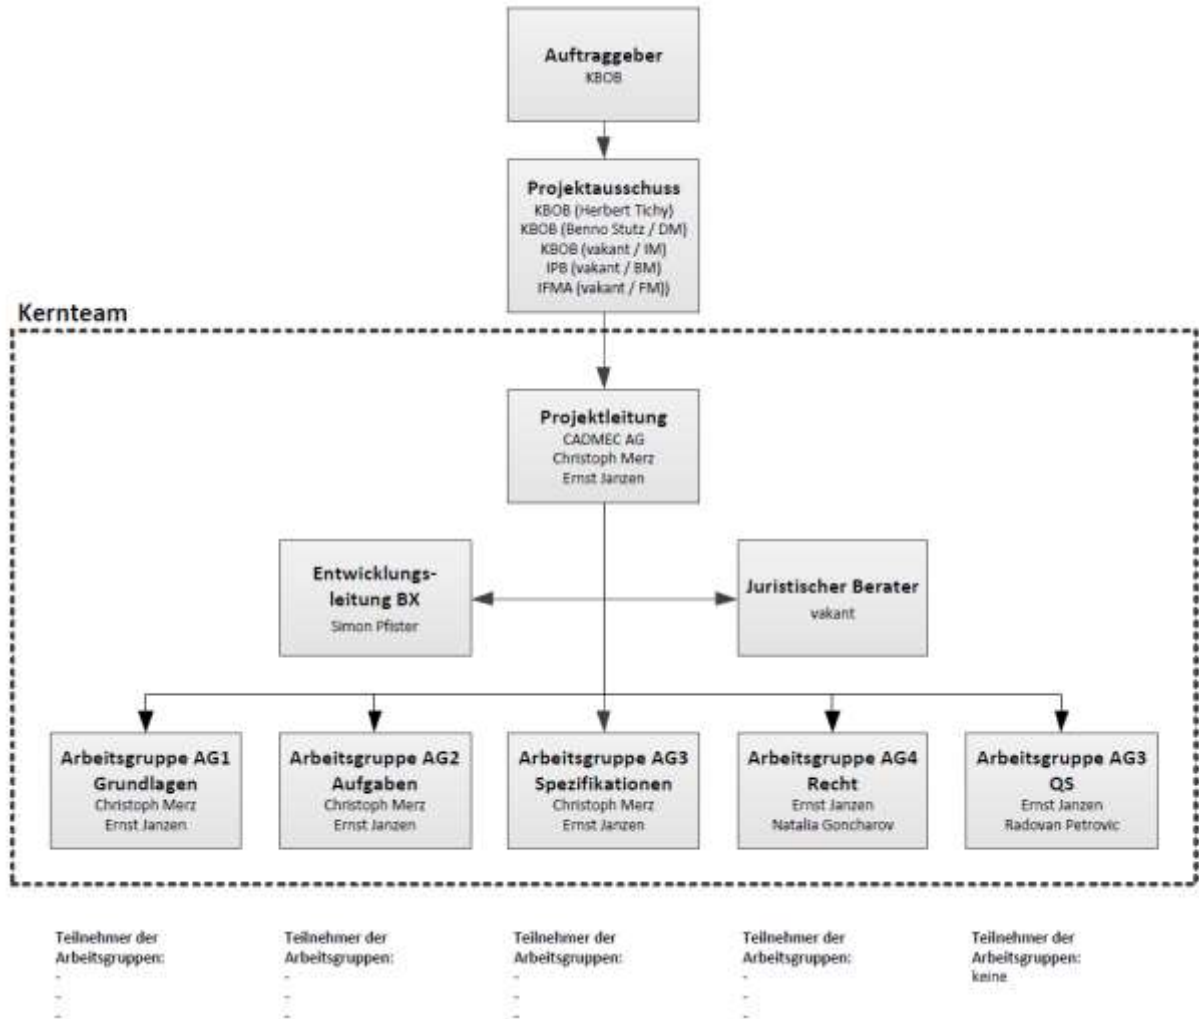 Auftraggeber
KBOB
Projektausschuss
KBOB (Herbert Tichy)
KBOB (Benno Stutz / DM)
KBOB (vakant / IM)
IPB (vakant / BM)
IFMA (vakant / FM))
Kernteam
Projektleitung
CADMEC AG
Christoph Merz
Ernst Janzen
Entwicklungs-
leitung BX
Simon Pfister
Juristischer Berater
vakant
Arbeitsgruppe AG1
Grundlagen
Christoph Merz
Ernst Janzen
Arbeitsgruppe AG2
Aufgaben
Christoph Merz
Ernst Janzen
Arbeitsgruppe AG3
Spezifikationen
Christoph Merz
Ernst Janzen
Arbeitsgruppe AG4
Recht
Ernst Janzen
Natalia Goncharov
Arbeitsgruppe AG3
QS
Ernst Janzen
Radovan Petrovic
Teilnehmer der
Arbeitsgruppen:
-
-
-
Teilnehmer der
Arbeitsgruppen:
-
-
-
Teilnehmer der
Arbeitsgruppen:
-
-
-
Teilnehmer der
Arbeitsgruppen:
-
-
-
Teilnehmer der
Arbeitsgruppen:
keine